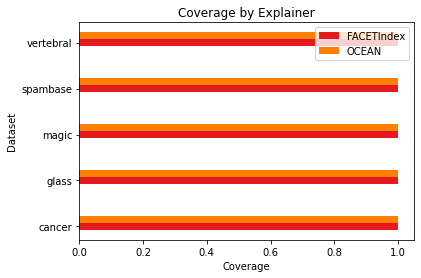 Coverage by Explainer
FACETIndex
OCEAN
vertebral
spambase
magic
glass
cancer
Dataset
0.0 0.2 0.4 0.6 0.8 1.0
Coverage